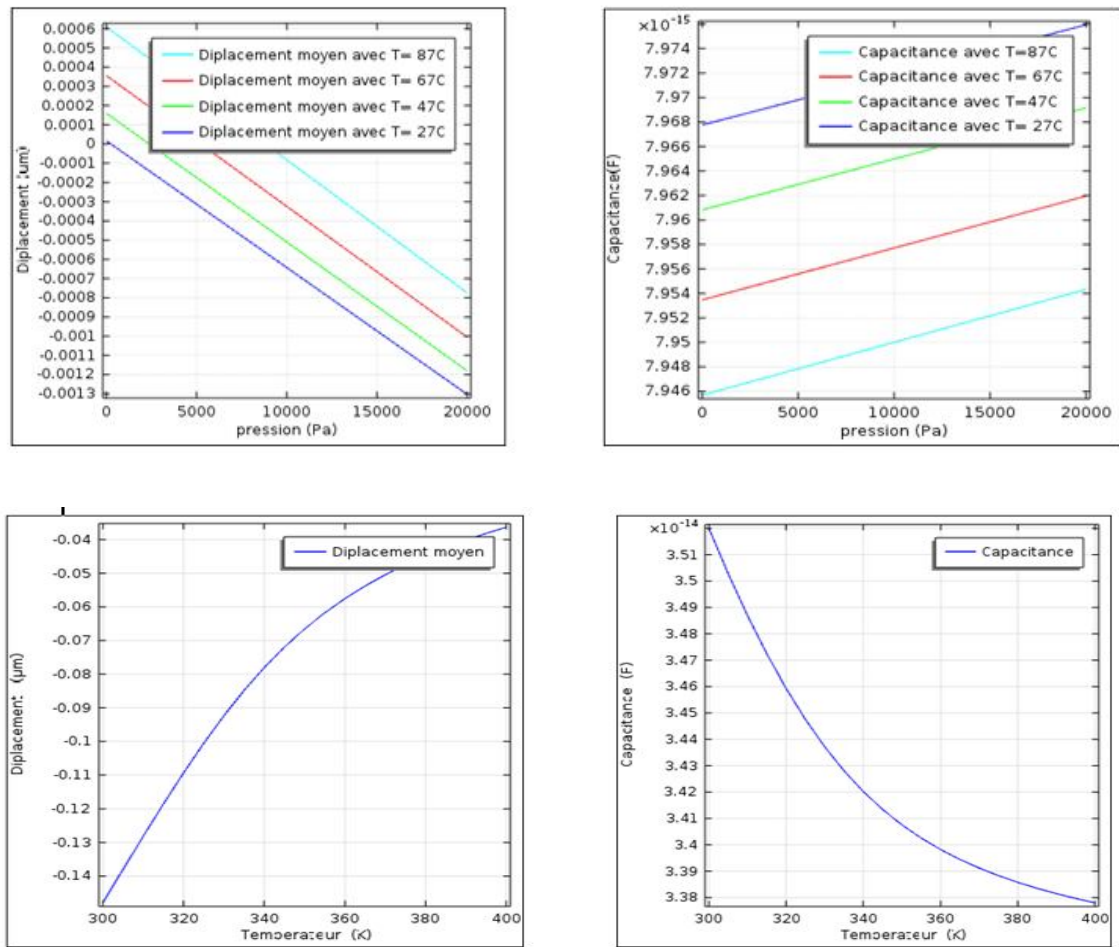 0.0006
0.0005
0.0004
0.0003
0.0002
0.0001
0
-0.0001
-0.0002
-0.0003
-0.0004
-0.0005
-0.0006
-0.0007
-0.0008
-0.0009
-0.001
-0.0011
-0.0012
-0.0013
Diplacement (um)
Diplacement moyen avec T= 87C
Diplacement moyen avec T= 67C
Diplacement moyen avec T= 47C
Diplacement moyen avec T= 27C
0 5000 10000 15000 20000
pression (Pa)
×10⁻¹⁵
7.974
7.972
7.97
7.968
7.966
7.964
7.962
7.96
7.958
7.956
7.954
7.952
7.95
7.948
7.946
Capacitance(F)
Capacitance avec T=87C
Capacitance avec T= 67C
Capacitance avec T=47C
Capacitance avec T= 27C
0 5000 10000 15000 20000
pression (Pa)
-0.04
-0.05
-0.06
-0.07
-0.08
-0.09
-0.1
-0.11
-0.12
-0.13
-0.14
Diplacement (µm)
Diplacement moyen
300 320 340 360 380 400
Temperateur (K)
×10⁻¹⁴
3.51
3.5
3.49
3.48
3.47
3.46
3.45
3.44
3.43
3.42
3.41
3.4
3.39
3.38
Capacitance (F)
Capacitance
300 320 340 360 380 400
Temperateur (K)